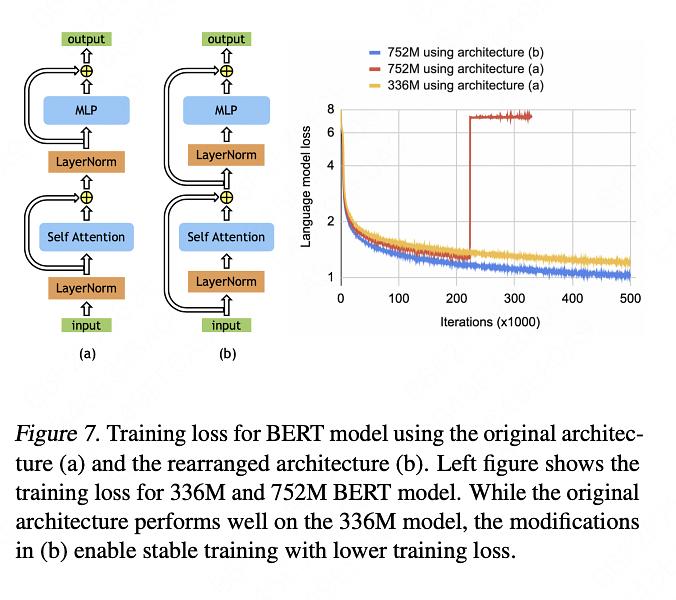 output
MLP
LayerNorm
Self Attention
LayerNorm
input
(a)
output
MLP
LayerNorm
Self Attention
LayerNorm
input
(b)
752M using architecture (b)
752M using architecture (a)
336M using architecture (a)
Language model loss
8
6
4
2
1
0
100
200
300
400
500
Iterations (x1000)
Figure 7. Training loss for BERT model using the original architec-
ture (a) and the rearranged architecture (b). Left figure shows the
training loss for 336M and 752M BERT model. While the original
architecture performs well on the 336M model, the modifications
in (b) enable stable training with lower training loss.